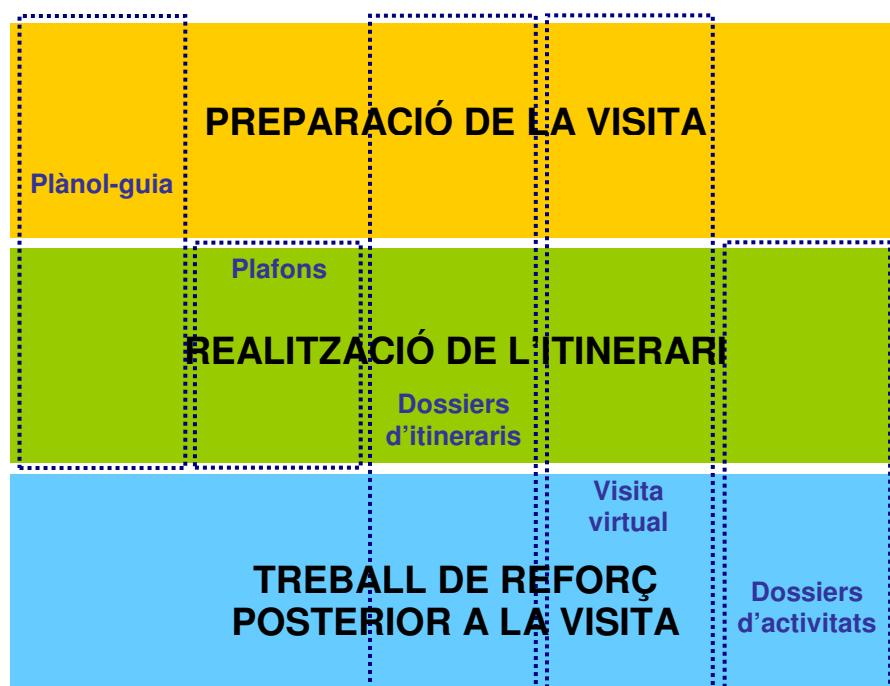 PREPARACIÓ DE LA VISITA
Plànol-guia
Plafons
REALITZACIÓ DE L'ITINERARI
Dossiers
d'itineraris
Visita
virtual
TREBALL DE REFORÇ
POSTERIOR A LA VISITA
Dossiers
d'activitats